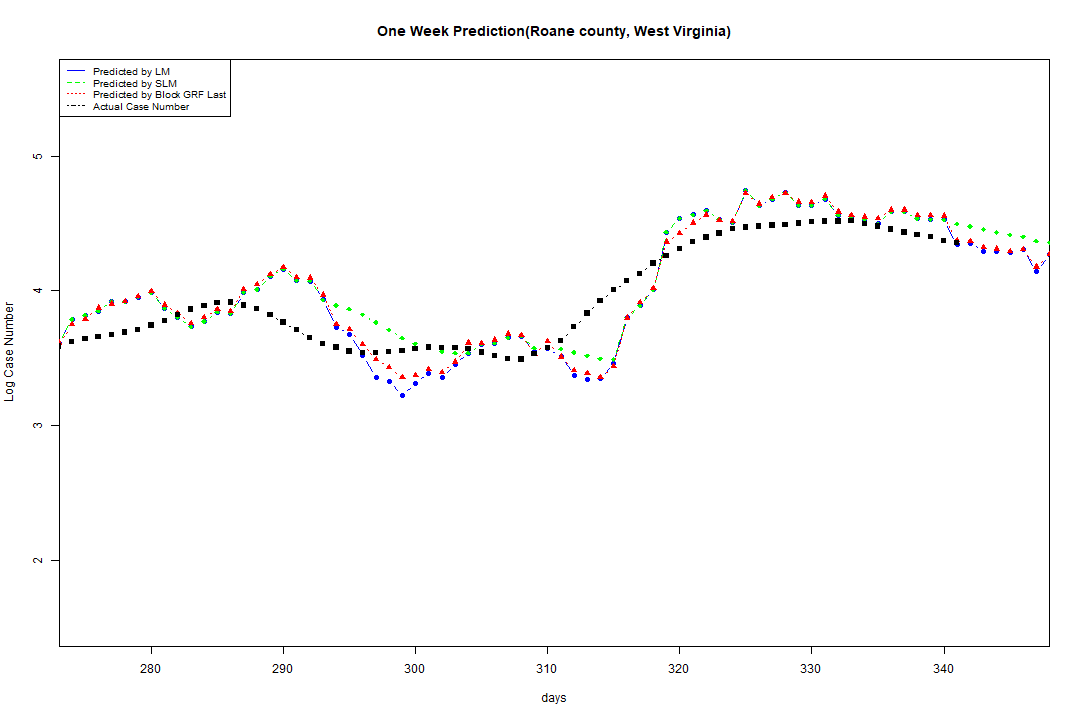 One Week Prediction(Roane county, West Virginia)
Predicted by LM
Predicted by SLM
Predicted by Block GRF Last
Actual Case Number
Log Case Number
5
4
3
2
280 290 300 310 320 330 340
days